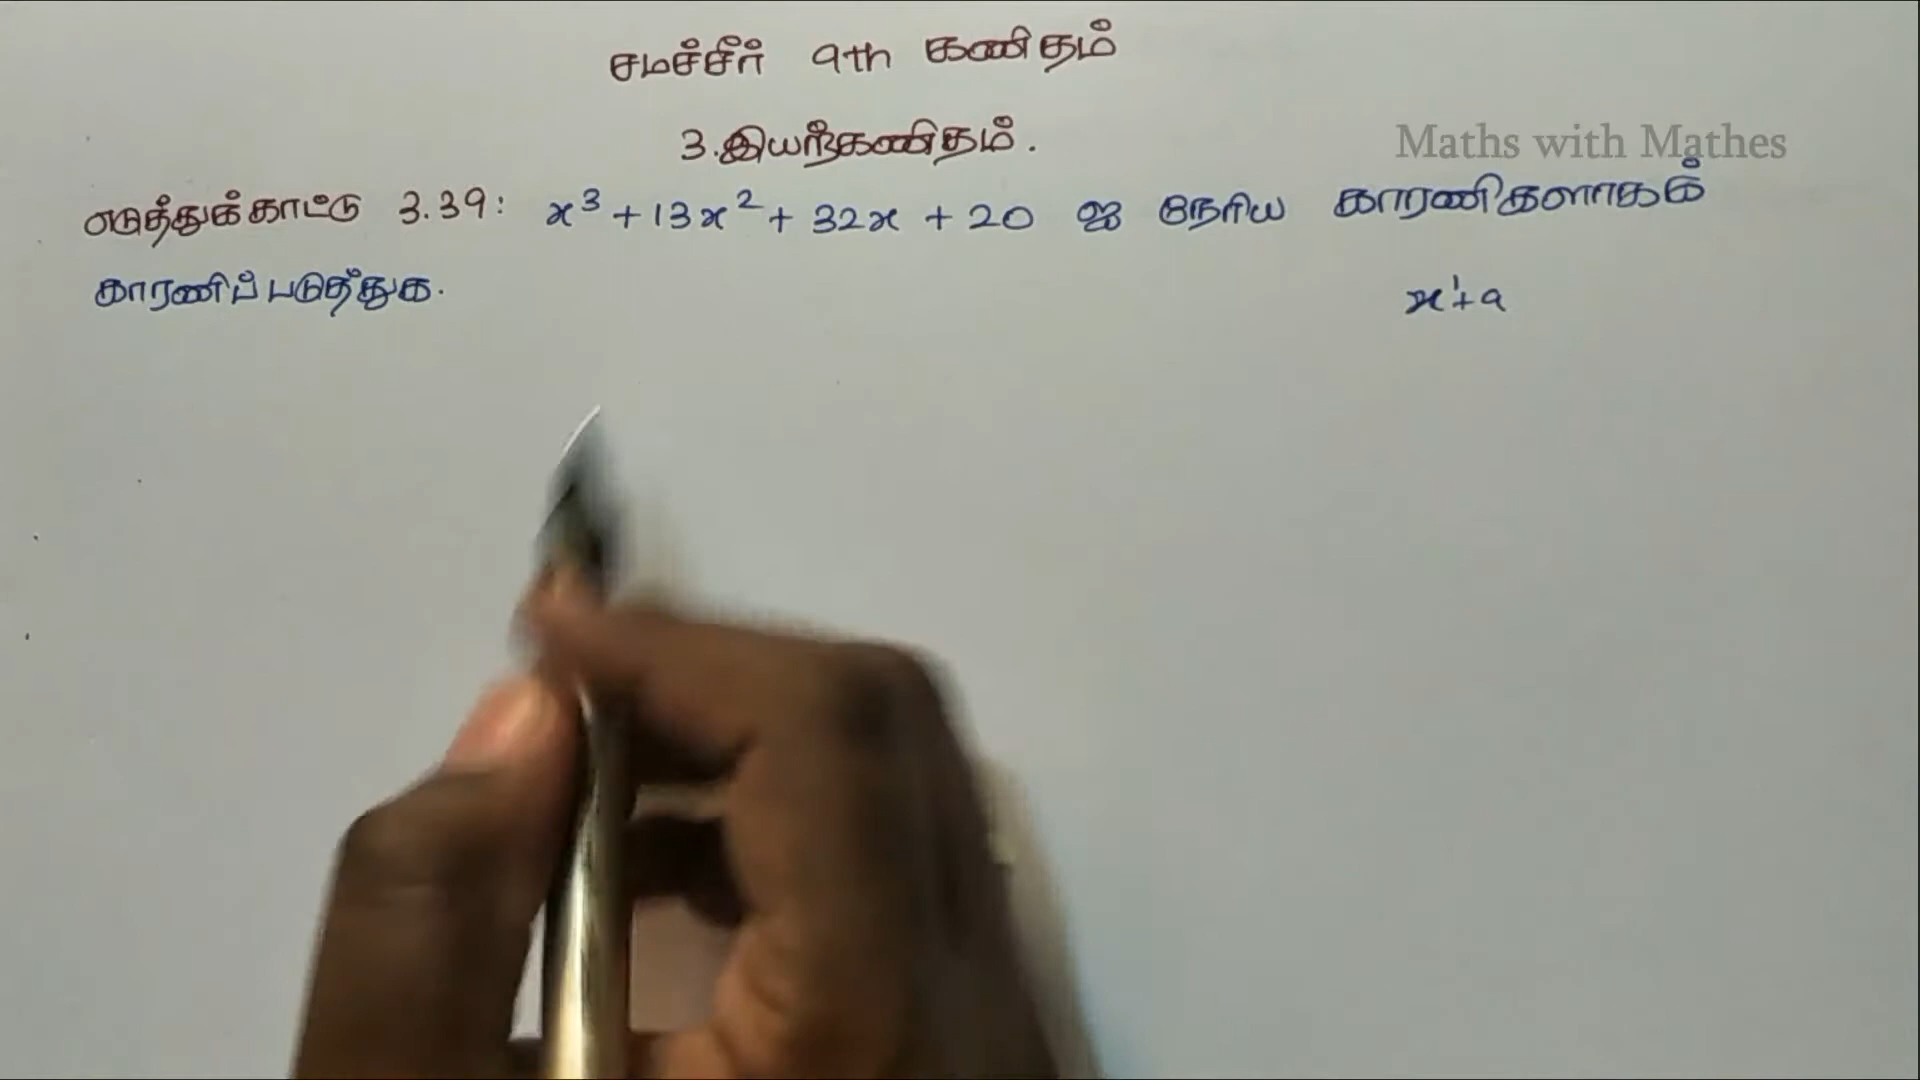 சமச்சீர் 9th கணிதம்
3.இயற்கணிதம்.
Maths with Mathes
எடுத்துக்காட்டு 3.39: x³ + 13x² + 32x + 20 ஐ நேரிய காரணிகளாகக்
காரணிப்படுத்துக.
x¹+a